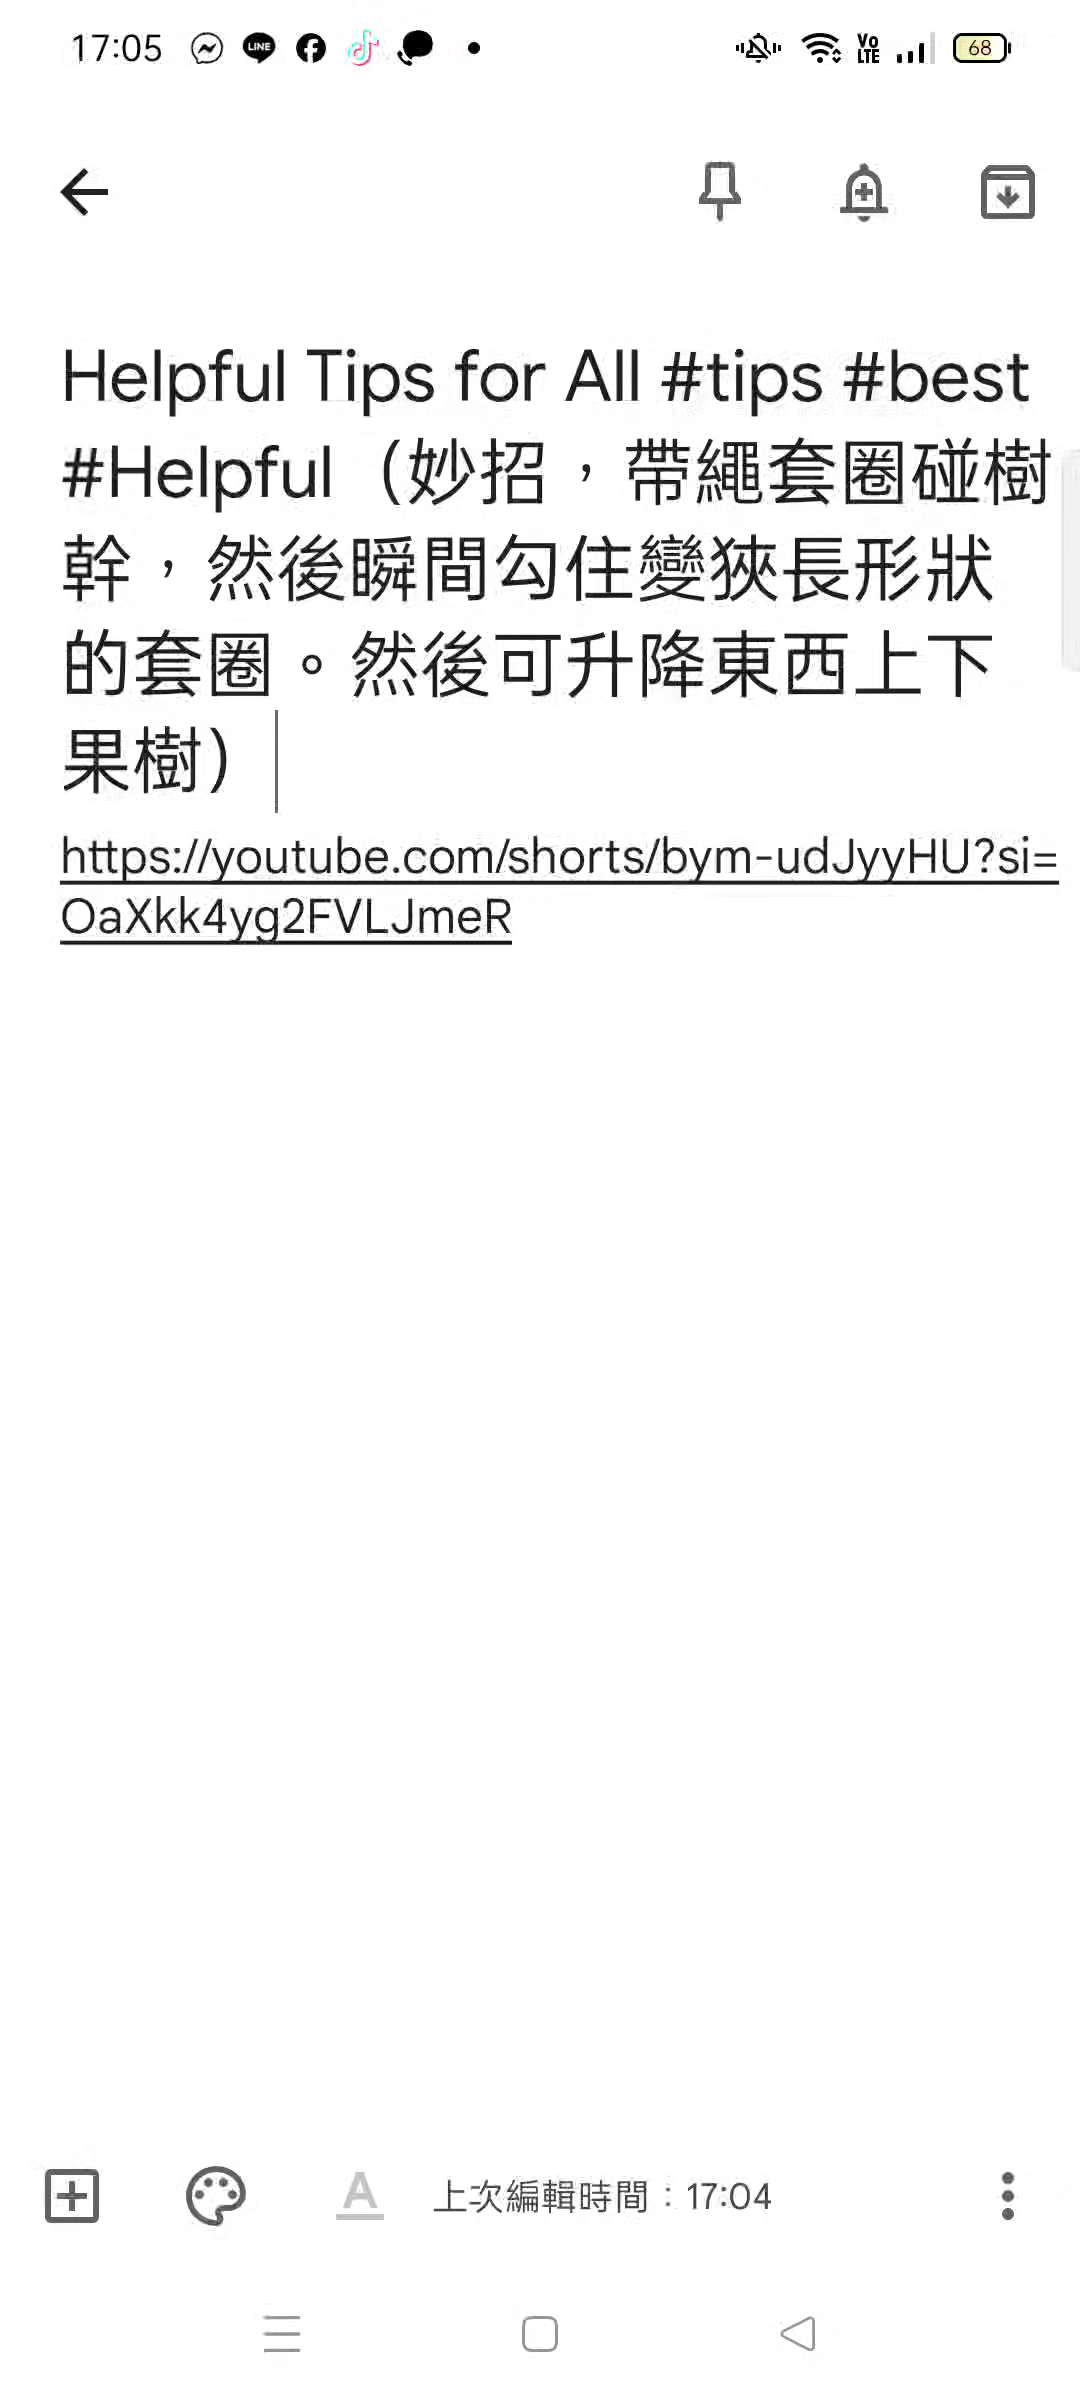 17:05 LINE Vo LTE 68
Helpful Tips for All #tips #best
#Helpful（妙招，帶繩套圈碰樹
幹，然後瞬間勾住變狹長形狀
的套圈。然後可升降東西上下
果樹）
https://youtube.com/shorts/bym-udJyyHU?si=
OaXkk4yg2FVLJmeR
A 上次編輯時間：17:04